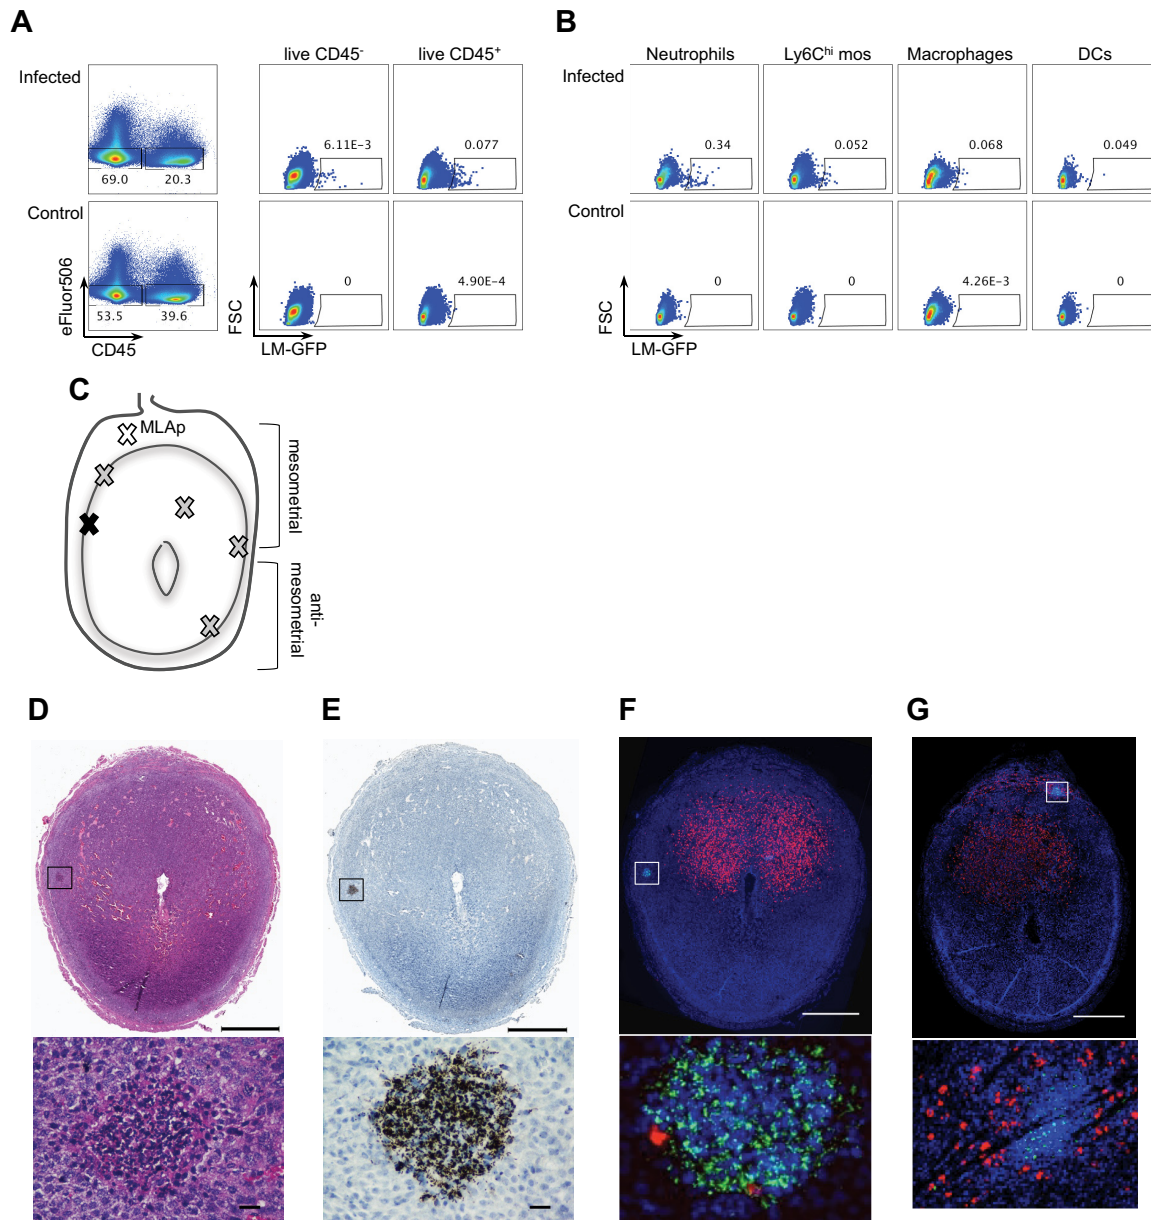 A
B
live CD45-
live CD45+
Neutrophils
Ly6Chi mos
Macrophages
DCs
Infected
Infected
69.0
20.3
6.11E-3
0.077
0.34
0.052
0.068
0.049
Control
Control
53.5
39.6
0
4.90E-4
0
0
4.26E-3
0
eFluor506
CD45
FSC
LM-GFP
FSC
LM-GFP
C
MLAp
mesometrial
anti-
mesometrial
D
E
F
G